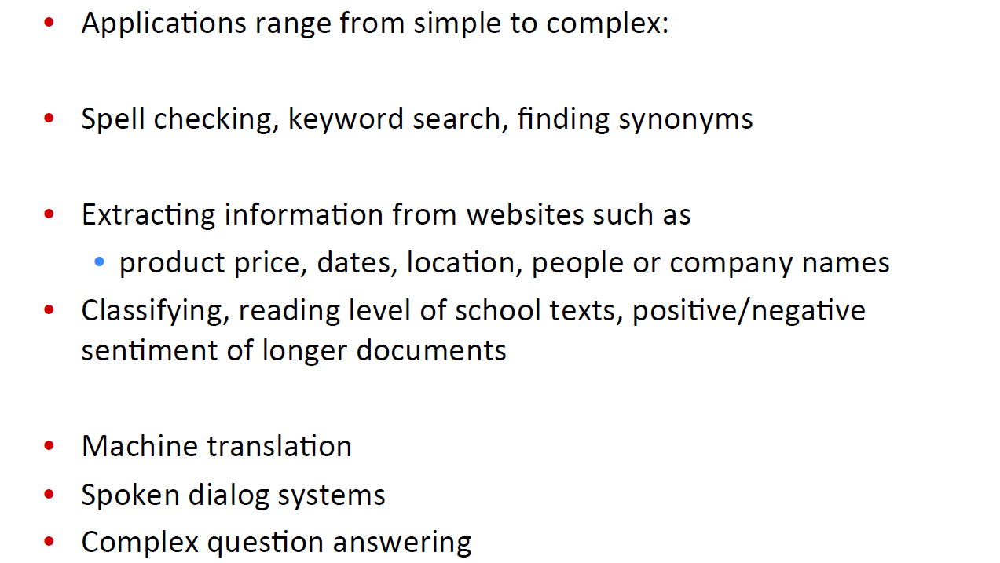 • Applications range from simple to complex:
• Spell checking, keyword search, finding synonyms
• Extracting information from websites such as
• product price, dates, location, people or company names
• Classifying, reading level of school texts, positive/negative
sentiment of longer documents
• Machine translation
• Spoken dialog systems
• Complex question answering